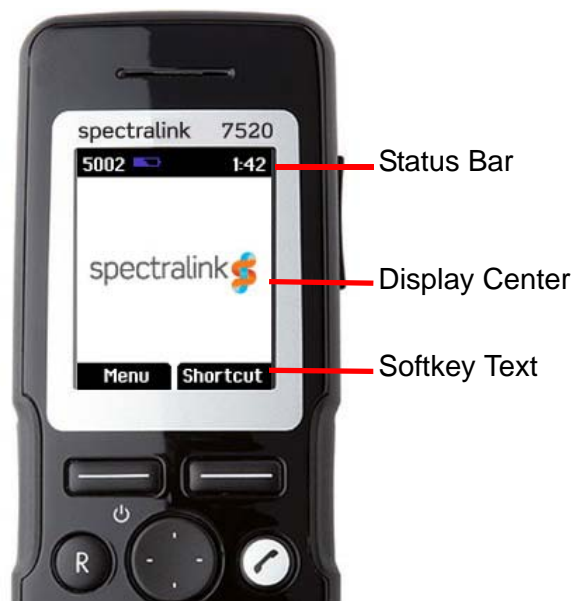 spectralink 7520
5002 1:42
Status Bar
spectralink
Display Center
Menu Shortcut
Softkey Text
R